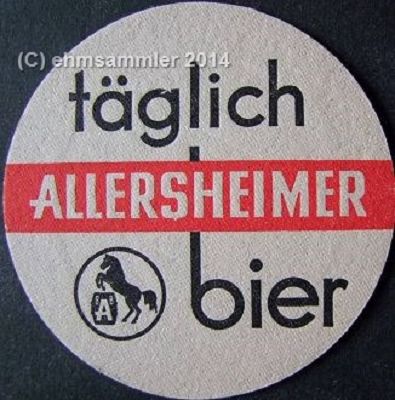 (C) ehmsammler 2014
täglich
ALLERSHEIMER
A
bier